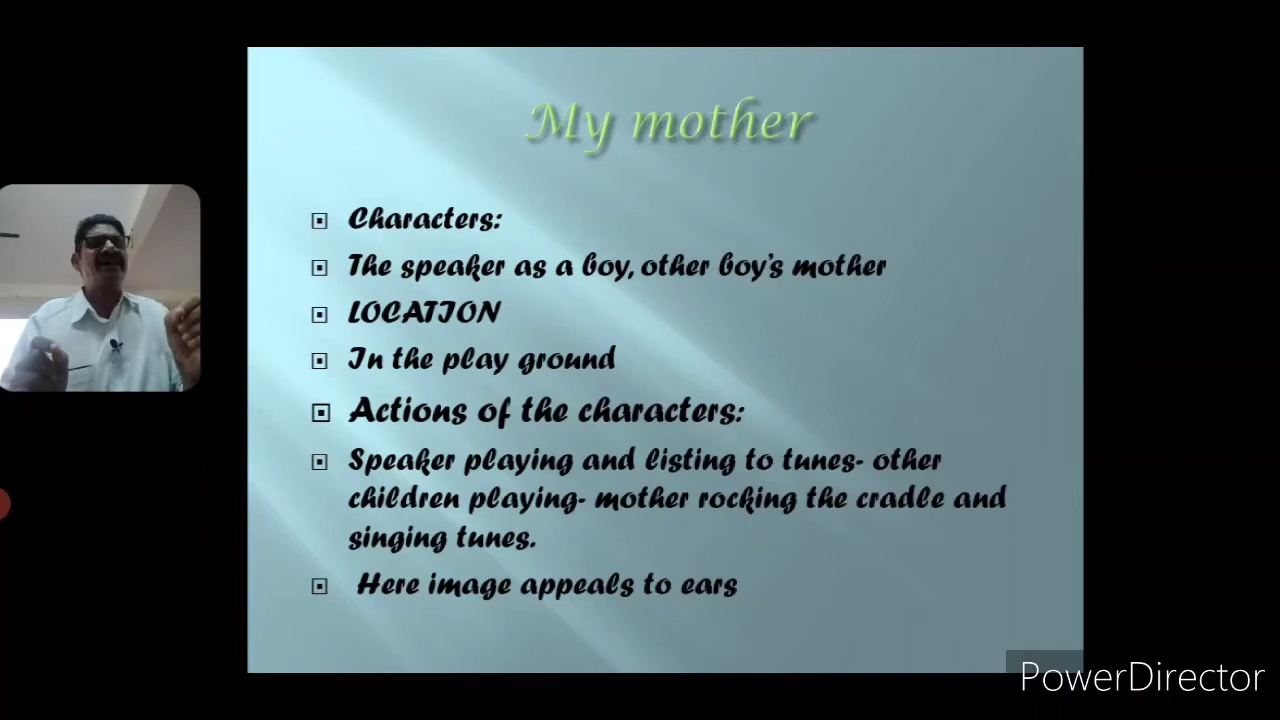 My mother
Characters:
The speaker as a boy, other boy's mother
LOCATION
In the play ground
Actions of the characters:
Speaker playing and listing to tunes- other
children playing- mother rocking the cradle and
singing tunes.
Here image appeals to ears
PowerDirector